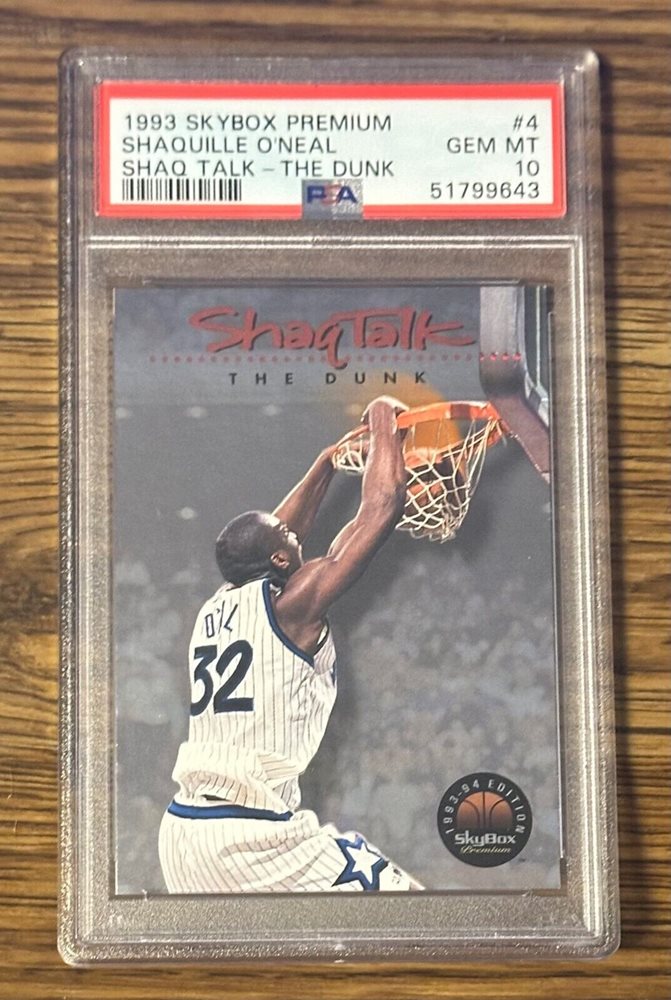 1993 SKYBOX PREMIUM #4
SHAQUILLE O'NEAL GEM MT
SHAQ TALK – THE DUNK 10
PSA 51799643
ShaqTalk
THE DUNK
32
1993-94 EDITION
SkyBox
Premium